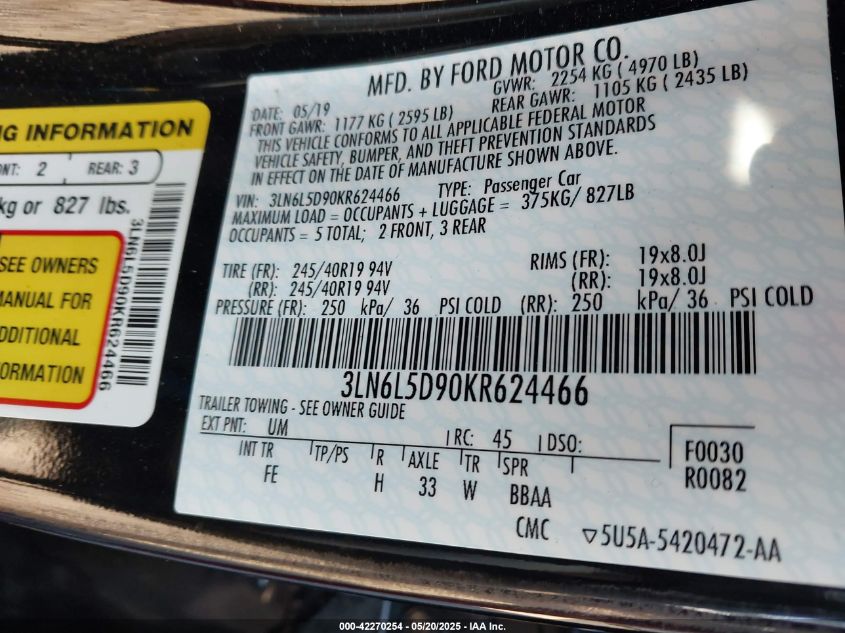 NG INFORMATION
NT: 2 REAR: 3
kg or 827 lbs.
SEE OWNERS
MANUAL FOR
DDITIONAL
FORMATION
3LN6L5D90KR624466
MFD. BY FORD MOTOR CO.
DATE: 05/19 GVWR: 2254 KG ( 4970 LB)
FRONT GAWR: 1177 KG ( 2595 LB) REAR GAWR: 1105 KG ( 2435 LB)
THIS VEHICLE CONFORMS TO ALL APPLICABLE FEDERAL MOTOR
VEHICLE SAFETY, BUMPER, AND THEFT PREVENTION STANDARDS
IN EFFECT ON THE DATE OF MANUFACTURE SHOWN ABOVE.
VIN: 3LN6L5D90KR624466 TYPE: Passenger Car
MAXIMUM LOAD = OCCUPANTS + LUGGAGE = 375KG/ 827LB
OCCUPANTS = 5 TOTAL; 2 FRONT, 3 REAR
TIRE (FR): 245/40R19 94V RIMS (FR): 19x8.0J
(RR): 245/40R19 94V (RR): 19x8.0J
PRESSURE (FR): 250 kPa/ 36 PSI COLD (RR): 250 kPa/ 36 PSI COLD
3LN6L5D90KR624466
TRAILER TOWING - SEE OWNER GUIDE
EXT PNT: UM RC: 45 DSO: F0030
INT TR TP/PS R AXLE TR SPR R0082
FE H 33 W BBAA
CMC ▽5U5A-5420472-AA
000-42270254 — 05/20/2025 — IAA Inc.